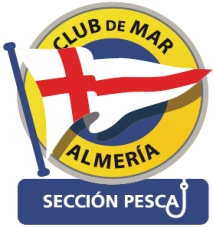 CLUB DE MAR
ALMERÍA
SECCIÓN PESCA